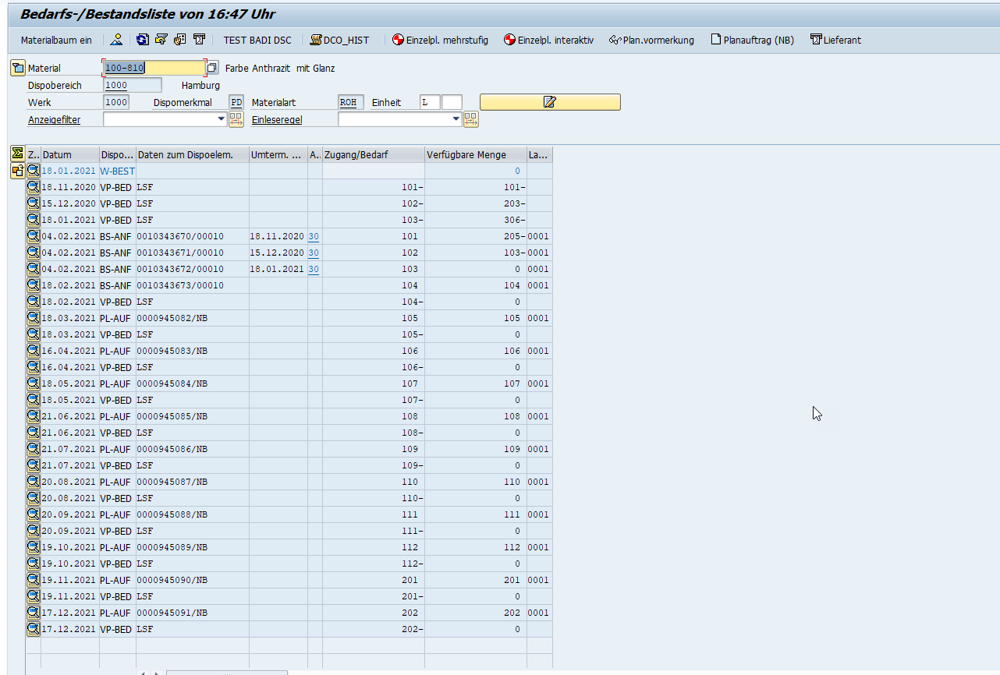 Bedarfs-/Bestandsliste von 16:47 Uhr
Materialbaum ein TEST BADI DSC DCO_HIST Einzelpl. mehrstufig Einzelpl. interaktiv Plan.vormerkung Planauftrag (NB) Lieferant
Material 100-810 Farbe Anthrazit mit Glanz
Dispobereich 1000 Hamburg
Werk 1000 Dispomerkmal PD Materialart ROH Einheit L
Anzeigefilter Einleseregel
Z.. Datum Dispo... Daten zum Dispoelem. Umterm. ... A.. Zugang/Bedarf Verfügbare Menge La...
18.01.2021 W-BEST 0
18.11.2020 VP-BED LSF 101- 101-
15.12.2020 VP-BED LSF 102- 203-
18.01.2021 VP-BED LSF 103- 306-
04.02.2021 BS-ANF 0010343670/00010 18.11.2020 30 101 205- 0001
04.02.2021 BS-ANF 0010343671/00010 15.12.2020 30 102 103- 0001
04.02.2021 BS-ANF 0010343672/00010 18.01.2021 30 103 0 0001
18.02.2021 BS-ANF 0010343673/00010 104 104 0001
18.02.2021 VP-BED LSF 104- 0
18.03.2021 PL-AUF 0000945082/NB 105 105 0001
18.03.2021 VP-BED LSF 105- 0
16.04.2021 PL-AUF 0000945083/NB 106 106 0001
16.04.2021 VP-BED LSF 106- 0
18.05.2021 PL-AUF 0000945084/NB 107 107 0001
18.05.2021 VP-BED LSF 107- 0
21.06.2021 PL-AUF 0000945085/NB 108 108 0001
21.06.2021 VP-BED LSF 108- 0
21.07.2021 PL-AUF 0000945086/NB 109 109 0001
21.07.2021 VP-BED LSF 109- 0
20.08.2021 PL-AUF 0000945087/NB 110 110 0001
20.08.2021 VP-BED LSF 110- 0
20.09.2021 PL-AUF 0000945088/NB 111 111 0001
20.09.2021 VP-BED LSF 111- 0
19.10.2021 PL-AUF 0000945089/NB 112 112 0001
19.10.2021 VP-BED LSF 112- 0
19.11.2021 PL-AUF 0000945090/NB 201 201 0001
19.11.2021 VP-BED LSF 201- 0
17.12.2021 PL-AUF 0000945091/NB 202 202 0001
17.12.2021 VP-BED LSF 202- 0